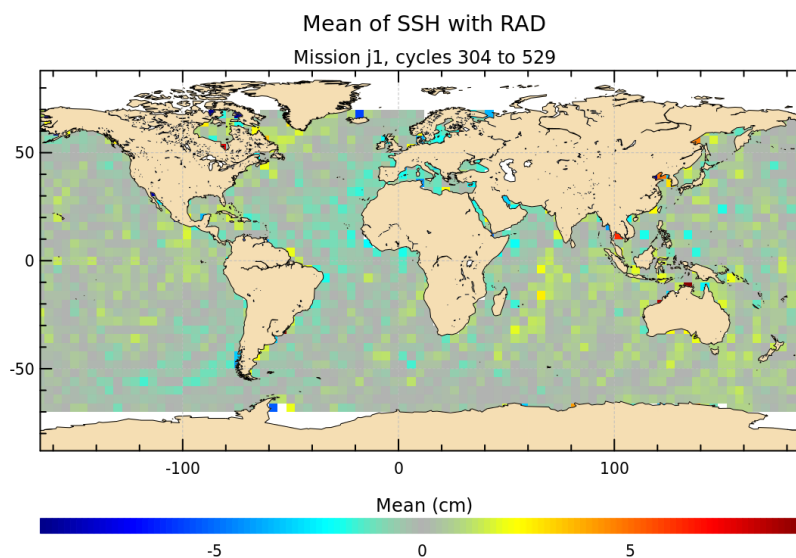 Mean of SSH with RAD
Mission j1, cycles 304 to 529
50
0
-50
-100 0 100
Mean (cm)
-5 0 5